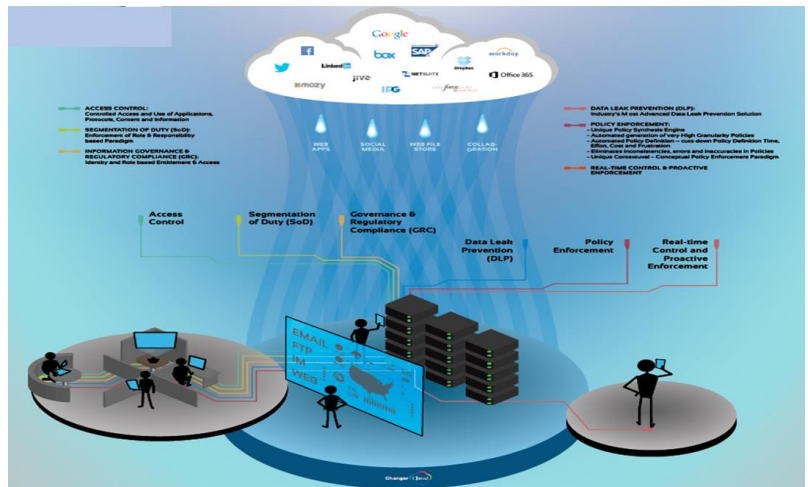 Google
f
box
SAP
workday
LinkedIn
Dropbox
mozy
jive
NETSUITE
Office 365
IPG
force
WEB
APPS
SOCIAL
MEDIA
WEB FILE
STORE
COLLAB-
ORATION
ACCESS CONTROL:
Controlled Access and Use of Applications,
Protocols, Content and Information
SEGMENTATION OF DUTY (SoD):
Enforcement of Role & Responsibility
based Paradigm
INFORMATION GOVERNANCE &
REGULATORY COMPLIANCE (GRC):
Identity and Role based Entitlement & Access
DATA LEAK PREVENTION (DLP):
Industry's Most Advanced Data Leak Prevention Solution
POLICY ENFORCEMENT:
- Unique Policy Synthesis Engine
- Automated generation of very High Granularity Policies
- Automated Policy Definition – cuts down Policy Definition Time,
Effort, Cost and Frustration
- Eliminates inconsistencies, errors and inaccuracies in Policies
- Unique Contextual – Conceptual Policy Enforcement Paradigm
REAL-TIME CONTROL & PROACTIVE
ENFORCEMENT
Access
Control
Segmentation
of Duty (SoD)
Governance &
Regulatory
Compliance (GRC)
Data Leak
Prevention
(DLP)
Policy
Enforcement
Real-time
Control and
Proactive
Enforcement
EMAIL
FTP
IM
WEB